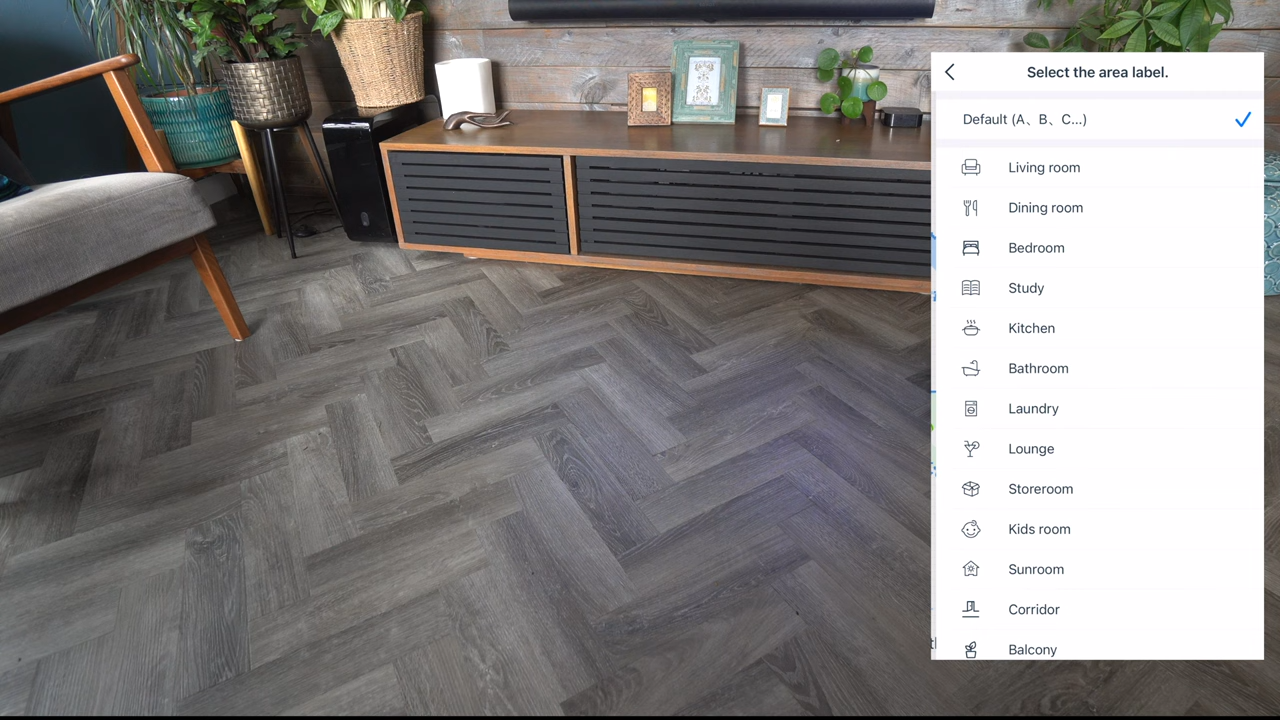 Select the area label.
Default (A、B、C...)
Living room
Dining room
Bedroom
Study
Kitchen
Bathroom
Laundry
Lounge
Storeroom
Kids room
Sunroom
Corridor
Balcony